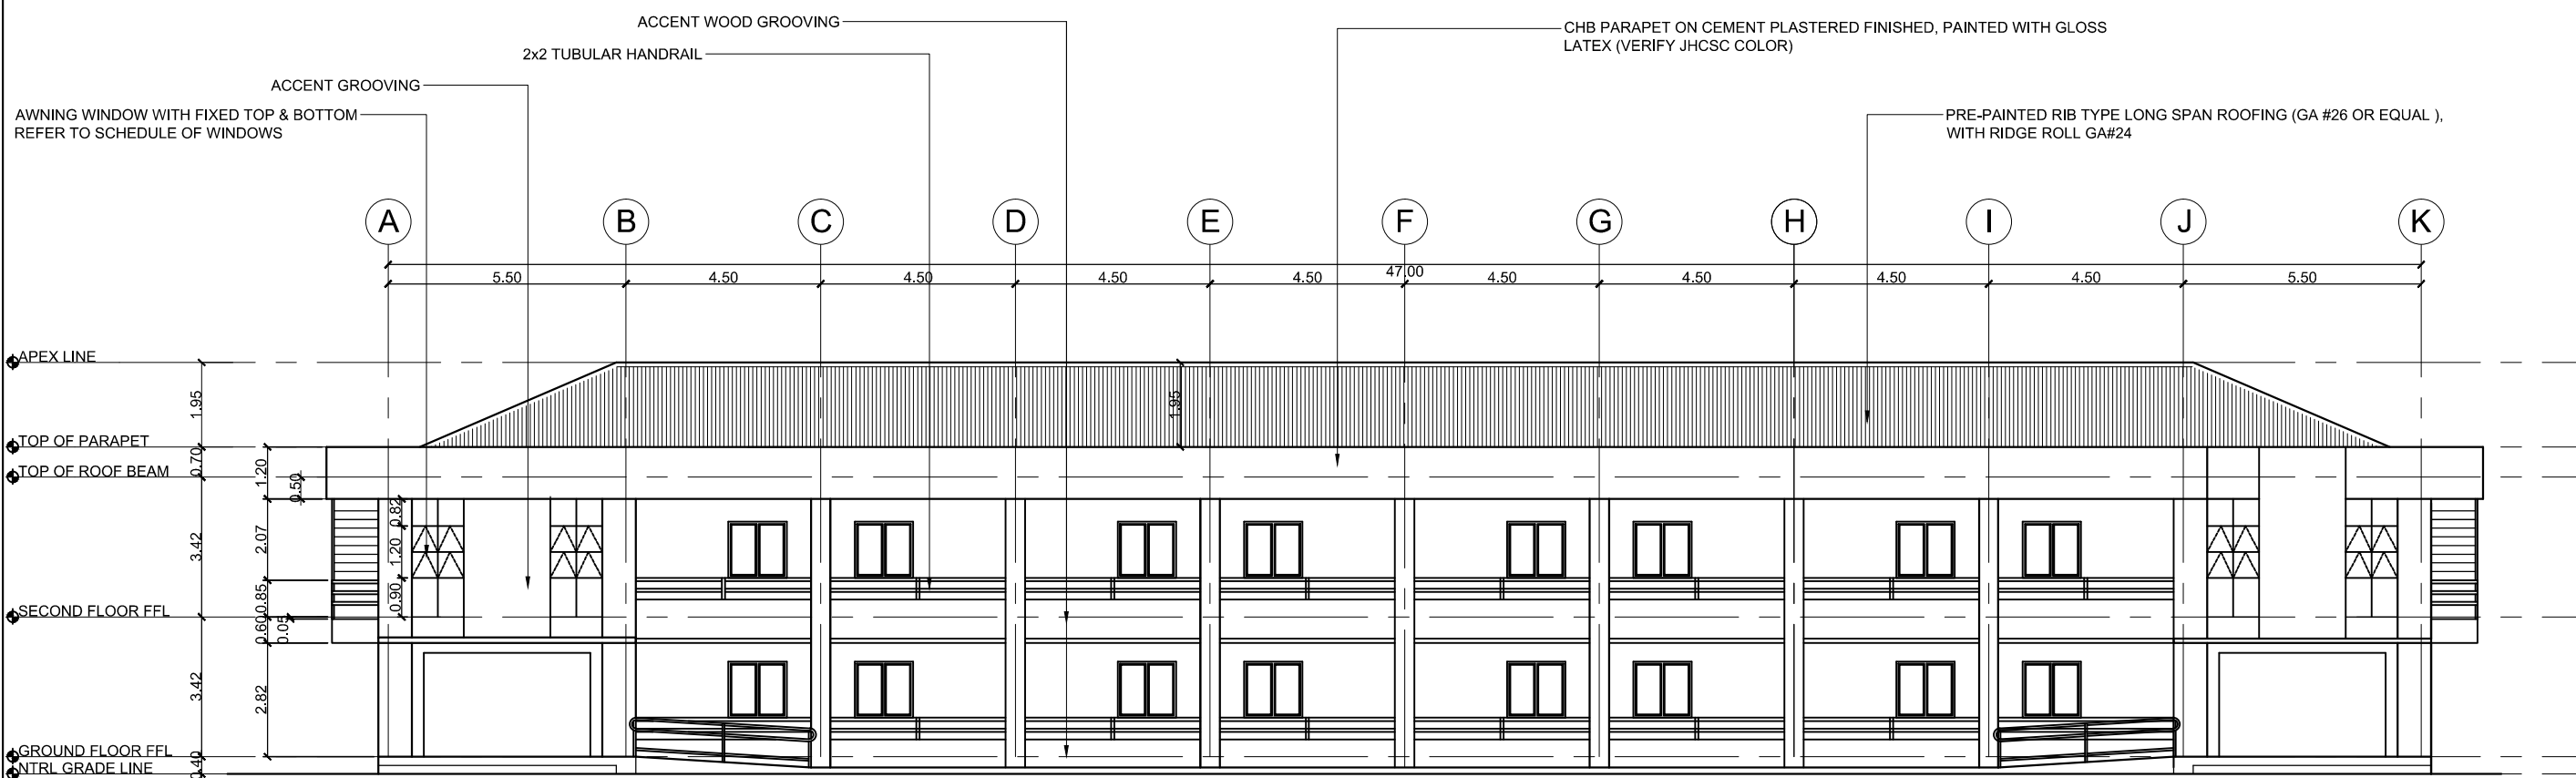 ACCENT WOOD GROOVING
CHB PARAPET ON CEMENT PLASTERED FINISHED, PAINTED WITH GLOSS
LATEX (VERIFY JHCSC COLOR)
2x2 TUBULAR HANDRAIL
ACCENT GROOVING
AWNING WINDOW WITH FIXED TOP & BOTTOM
REFER TO SCHEDULE OF WINDOWS
PRE-PAINTED RIB TYPE LONG SPAN ROOFING (GA #26 OR EQUAL ),
WITH RIDGE ROLL GA#24
A B C D E F G H I J K
47.00
5.50 4.50 4.50 4.50 4.50 4.50 4.50 4.50 4.50 5.50
APEX LINE
1.95
1.95
TOP OF PARAPET
0.70
1.20
TOP OF ROOF BEAM
0.50
0.82
3.42
2.07
1.20
0.85
0.90
SECOND FLOOR FFL
0.60
0.05
3.42
2.82
GROUND FLOOR FFL
0.40
NTRL GRADE LINE